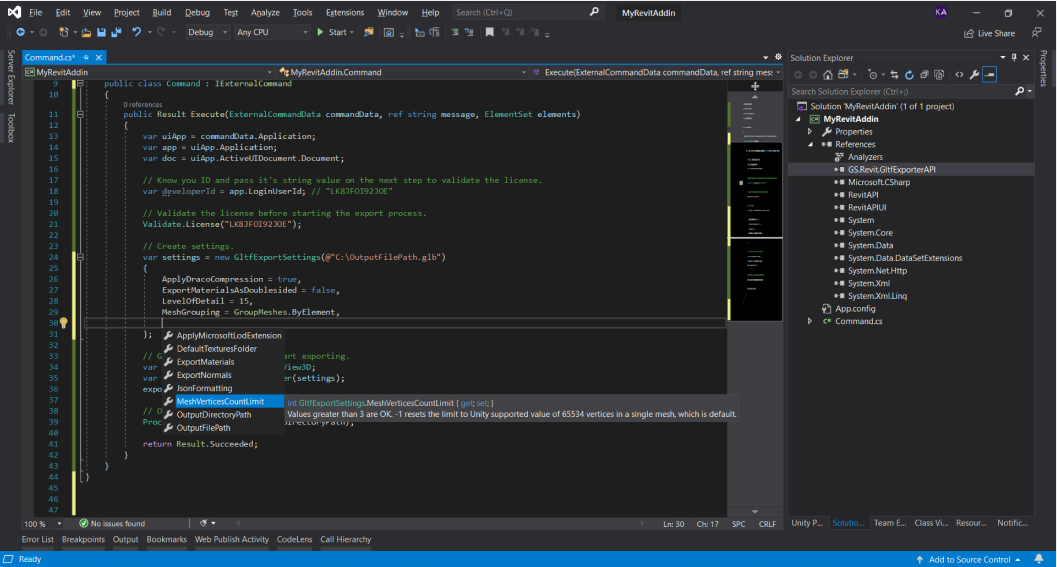 File Edit View Project Build Debug Test Analyze Tools Extensions Window Help Search (Ctrl+Q) MyRevitAddin KA
Debug Any CPU Start Live Share
Server Explorer
Toolbox
Command.cs*
MyRevitAddin MyRevitAddin.Command Execute(ExternalCommandData commandData, ref string mess
9 public class Command : IExternalCommand
10 {
0 references
11 public Result Execute(ExternalCommandData commandData, ref string message, ElementSet elements)
12 {
13 var uiApp = commandData.Application;
14 var app = uiApp.Application;
15 var doc = uiApp.ActiveUIDocument.Document;
16
17 // Know you ID and pass it's string value on the next step to validate the license.
18 var developerId = app.LoginUserId; // "LK8JFOI92JOE"
19
20 // Validate the license before starting the export process.
21 Validate.License("LK8JFOI92JOE");
22
23 // Create settings.
24 var settings = new GltfExportSettings(@"C:\OutputFilePath.glb")
25 {
26 ApplyDracoCompression = true,
27 ExportMaterialsAsDoublesided = false,
28 LevelOfDetail = 15,
29 MeshGrouping = GroupMeshes.ByElement,
30
31 };
32
33 // G art exporting.
34 var View3D;
35 var er(settings);
36 expo
37
38 // O
39 Proc DirectoryPath);
40
41 return Result.Succeeded;
42 }
43 }
44 }
45
46
47
ApplyMicrosoftLodExtension
DefaultTexturesFolder
ExportMaterials
ExportNormals
JsonFormatting
MeshVerticesCountLimit
OutputDirectoryPath
OutputFilePath
int GltfExportSettings.MeshVerticesCountLimit { get; set; }
Values greater than 3 are OK. -1 resets the limit to Unity supported value of 65534 vertices in a single mesh, which is default.
100 % No issues found Ln: 30 Ch: 17 SPC CRLF
Solution Explorer
Search Solution Explorer (Ctrl+;)
Solution 'MyRevitAddin' (1 of 1 project)
MyRevitAddin
Properties
References
Analyzers
GS.Revit.GltfExporterAPI
Microsoft.CSharp
RevitAPI
RevitAPIUI
System
System.Core
System.Data
System.Data.DataSetExtensions
System.Net.Http
System.Xml
System.Xml.Linq
App.config
Command.cs
Properties
Unity P... Solutio... Team E... Class Vi... Resour... Notific...
Error List Breakpoints Output Bookmarks Web Publish Activity CodeLens Call Hierarchy
Ready Add to Source Control